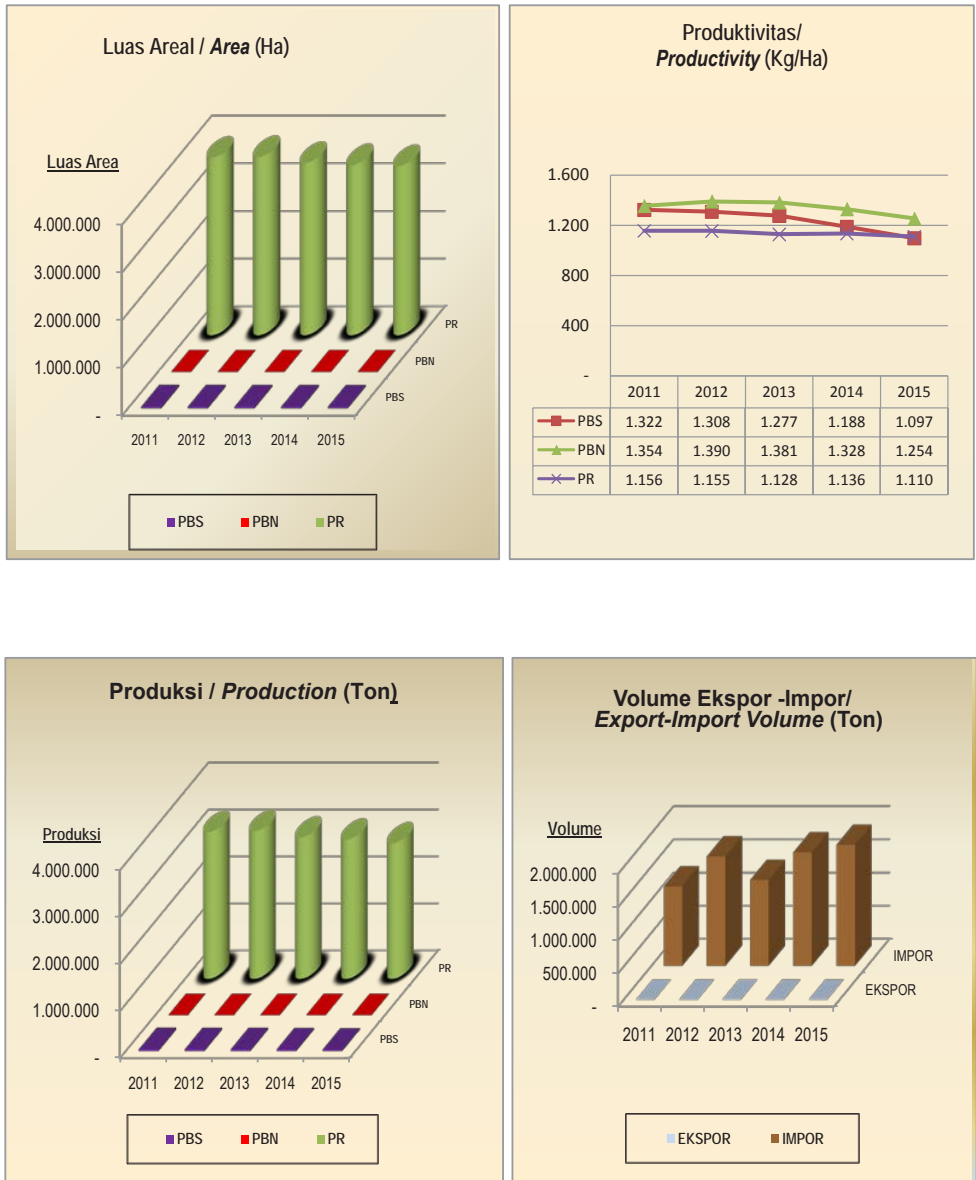 Luas Areal / Area (Ha)
Luas Area
4.000.000
3.000.000
2.000.000
1.000.000
-
PR
PBN
PBS
2011 2012 2013 2014 2015
PBS PBN PR
Produktivitas/
Productivity (Kg/Ha)
1.600
1.200
800
400
-
2011 2012 2013 2014 2015
PBS 1.322 1.308 1.277 1.188 1.097
PBN 1.354 1.390 1.381 1.328 1.254
PR 1.156 1.155 1.128 1.136 1.110
Produksi / Production (Ton)
Produksi
4.000.000
3.000.000
2.000.000
1.000.000
-
PR
PBN
PBS
2011 2012 2013 2014 2015
PBS PBN PR
Volume Ekspor -Impor/
Export-Import Volume (Ton)
Volume
2.000.000
1.500.000
1.000.000
500.000
-
IMPOR
EKSPOR
2011 2012 2013 2014 2015
EKSPOR IMPOR